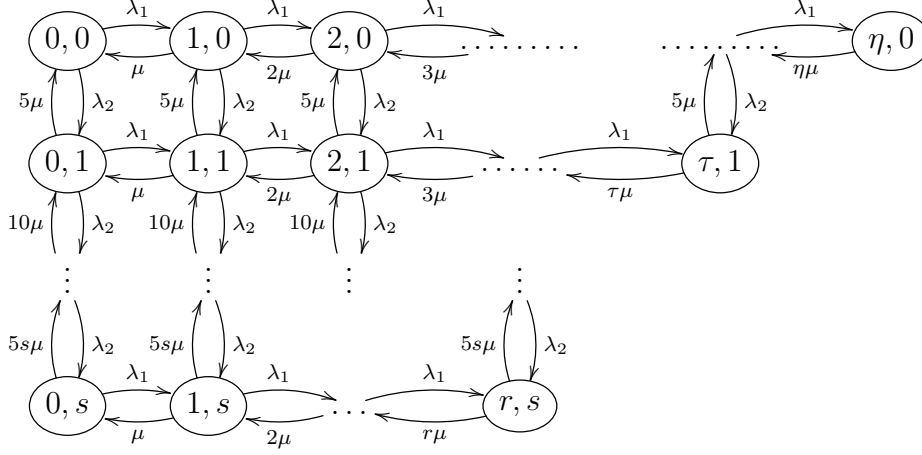 λ₁ λ₁ λ₁ λ₁
0, 0 1, 0 2, 0 ........ ......... η, 0
μ 2μ 3μ ημ
5μ λ₂ 5μ λ₂ 5μ λ₂ 5μ λ₂
λ₁ λ₁ λ₁ λ₁
0, 1 1, 1 2, 1 ...... τ, 1
μ 2μ 3μ τμ
10μ λ₂ 10μ λ₂ 10μ λ₂
⋮ ⋮ ⋮ ⋮
5sμ λ₂ 5sμ λ₂ 5sμ λ₂
λ₁ λ₁ λ₁
0, s 1, s ... r, s
μ 2μ rμ